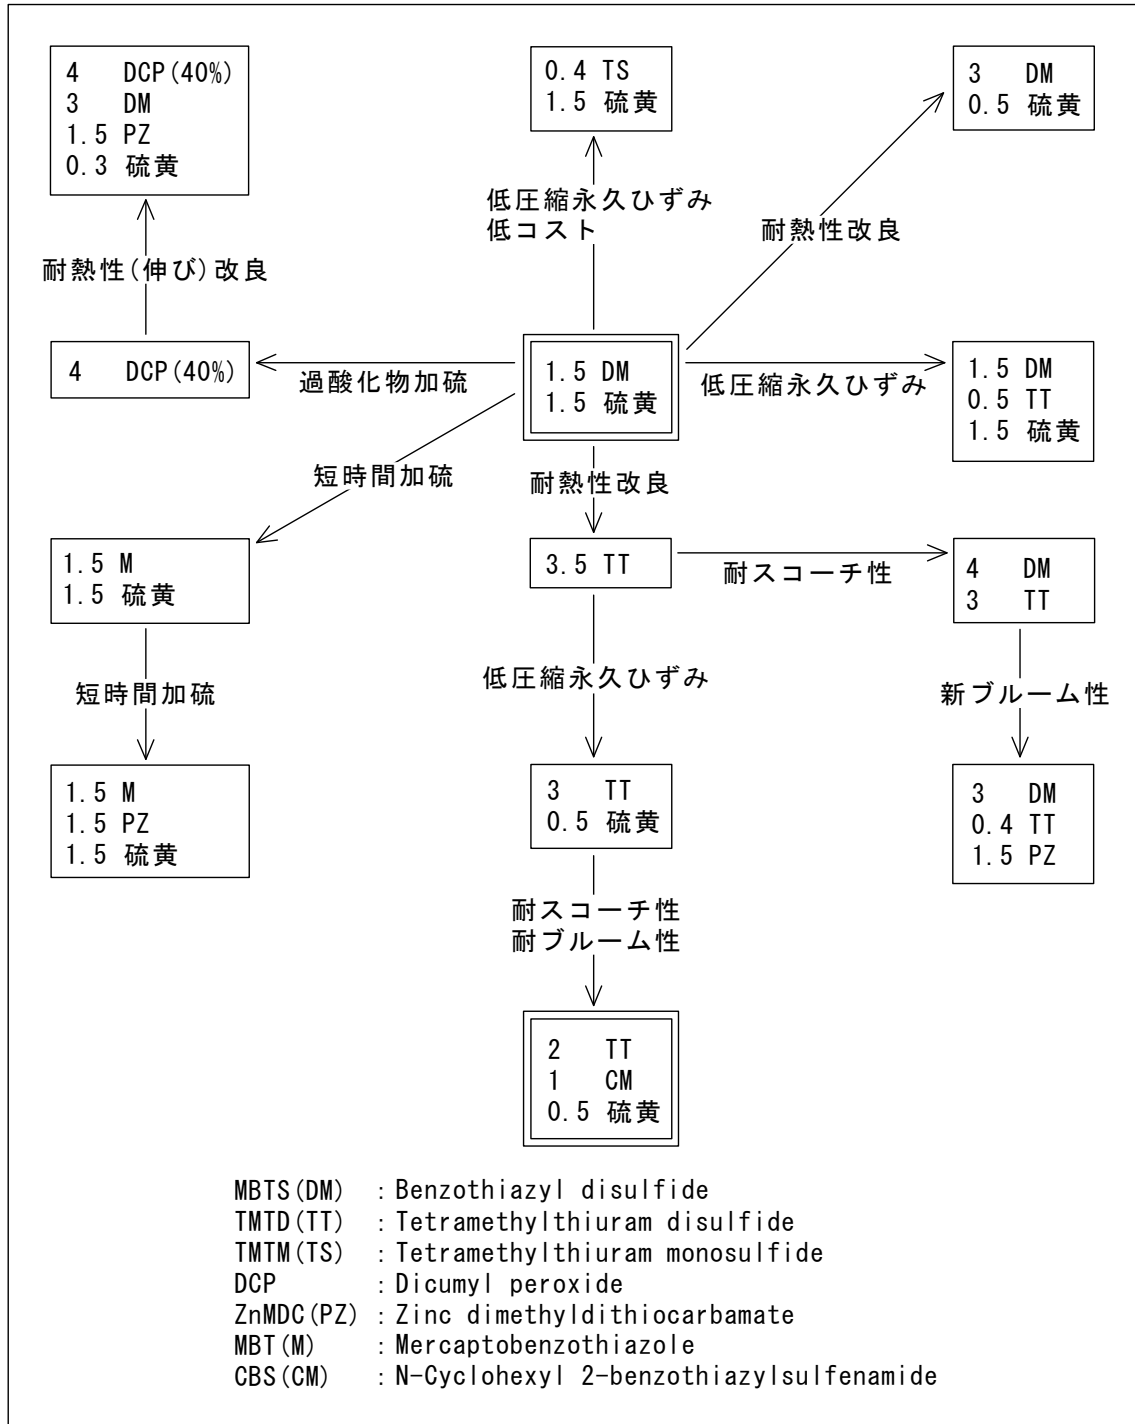 4 DCP(40%)
3 DM
1.5 PZ
0.3 硫黄
0.4 TS
1.5 硫黄
3 DM
0.5 硫黄
低圧縮永久ひずみ
低コスト
耐熱性改良
耐熱性(伸び)改良
4 DCP(40%)
過酸化物加硫
1.5 DM
1.5 硫黄
低圧縮永久ひずみ
1.5 DM
0.5 TT
1.5 硫黄
短時間加硫
耐熱性改良
1.5 M
1.5 硫黄
3.5 TT
耐スコーチ性
4 DM
3 TT
短時間加硫
低圧縮永久ひずみ
新ブルーム性
1.5 M
1.5 PZ
1.5 硫黄
3 TT
0.5 硫黄
3 DM
0.4 TT
1.5 PZ
耐スコーチ性
耐ブルーム性
2 TT
1 CM
0.5 硫黄
MBTS(DM) : Benzothiazyl disulfide
TMTD(TT) : Tetramethylthiuram disulfide
TMTM(TS) : Tetramethylthiuram monosulfide
DCP : Dicumyl peroxide
ZnMDC(PZ) : Zinc dimethyldithiocarbamate
MBT(M) : Mercaptobenzothiazole
CBS(CM) : N-Cyclohexyl 2-benzothiazylsulfenamide